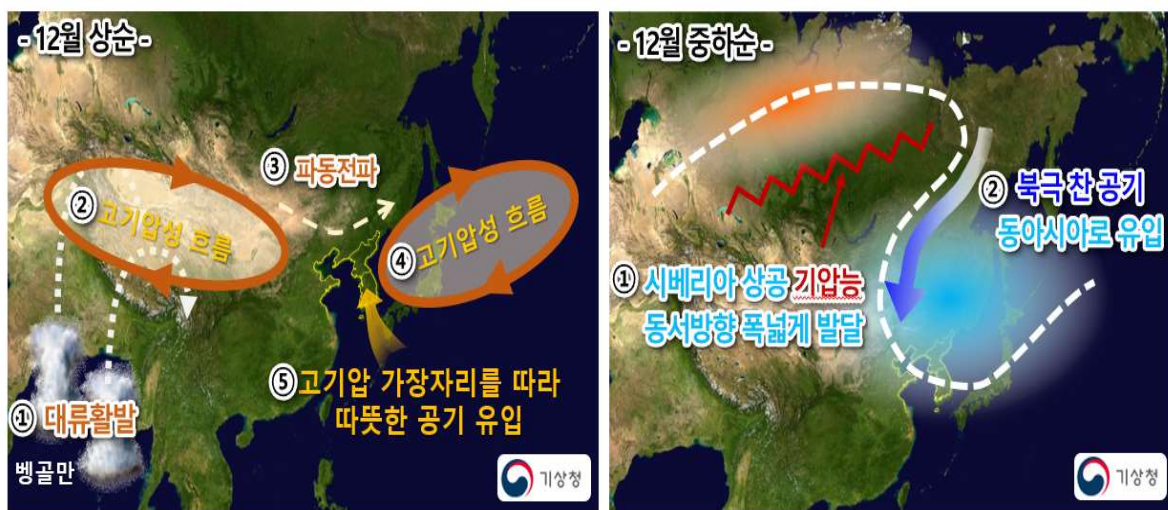 - 12월 상순 -
② 고기압성 흐름
③ 파동전파
④ 고기압성 흐름
⑤ 고기압 가장자리를 따라
따뜻한 공기 유입
① 대류활발
벵골만
기상청
- 12월 중하순 -
② 북극 찬 공기
동아시아로 유입
① 시베리아 상공 기압능
동서방향 폭넓게 발달
기상청